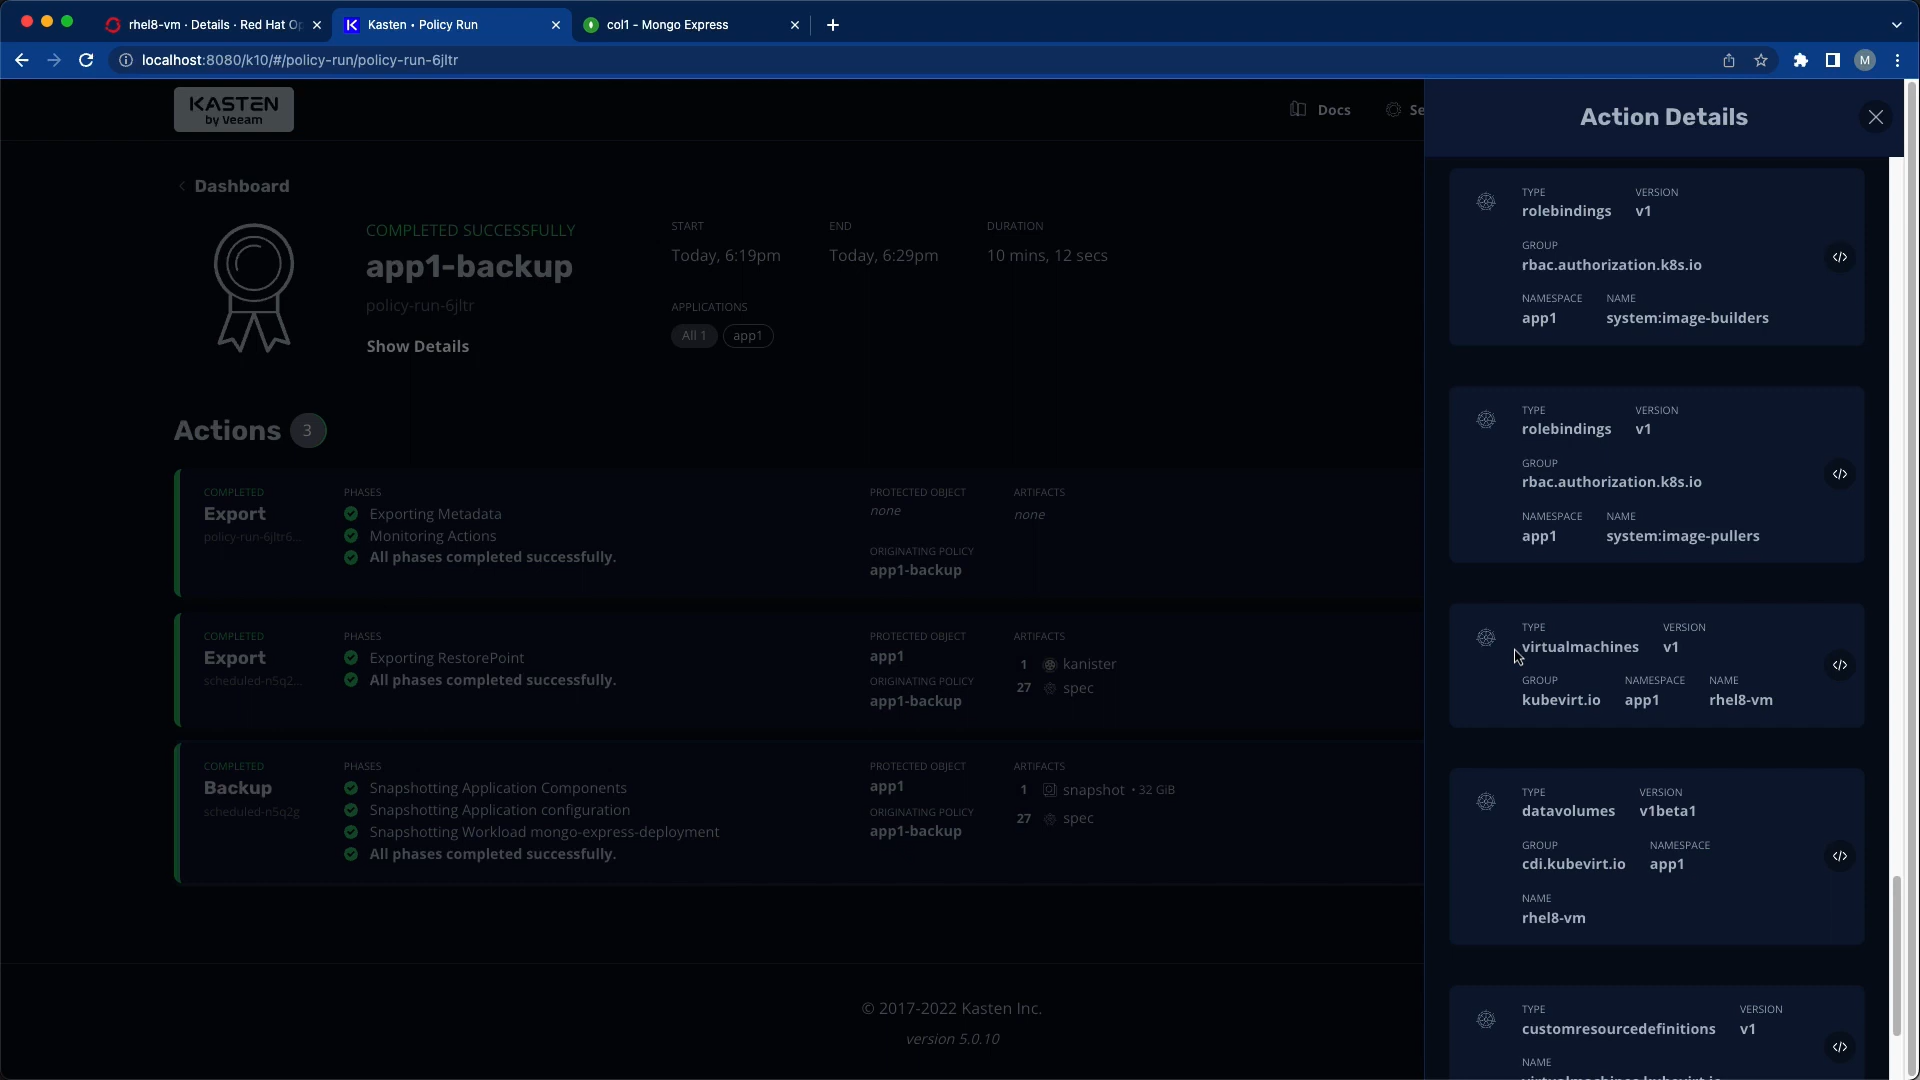 rhel8-vm · Details · Red Hat Op
Kasten • Policy Run
col1 - Mongo Express
localhost:8080/k10/#/policy-run/policy-run-6jltr
M
KASTEN
by Veeam
Docs
Se
Dashboard
COMPLETED SUCCESSFULLY
app1-backup
policy-run-6jltr
Show Details
START
Today, 6:19pm
END
Today, 6:29pm
DURATION
10 mins, 12 secs
APPLICATIONS
All 1
app1
Actions 3
COMPLETED
Export
policy-run-6jltr6...
PHASES
Exporting Metadata
Monitoring Actions
All phases completed successfully.
PROTECTED OBJECT
none
ORIGINATING POLICY
app1-backup
ARTIFACTS
none
COMPLETED
Export
scheduled-n5q2...
PHASES
Exporting RestorePoint
All phases completed successfully.
PROTECTED OBJECT
app1
ORIGINATING POLICY
app1-backup
ARTIFACTS
1 kanister
27 spec
COMPLETED
Backup
scheduled-n5q2g
PHASES
Snapshotting Application Components
Snapshotting Application configuration
Snapshotting Workload mongo-express-deployment
All phases completed successfully.
PROTECTED OBJECT
app1
ORIGINATING POLICY
app1-backup
ARTIFACTS
1 snapshot • 32 GiB
27 spec
© 2017-2022 Kasten Inc.
version 5.0.10
Action Details
TYPE VERSION
rolebindings v1
GROUP
rbac.authorization.k8s.io
NAMESPACE NAME
app1 system:image-builders
TYPE VERSION
rolebindings v1
GROUP
rbac.authorization.k8s.io
NAMESPACE NAME
app1 system:image-pullers
TYPE VERSION
virtualmachines v1
GROUP NAMESPACE NAME
kubevirt.io app1 rhel8-vm
TYPE VERSION
datavolumes v1beta1
GROUP NAMESPACE
cdi.kubevirt.io app1
NAME
rhel8-vm
TYPE VERSION
customresourcedefinitions v1
NAME